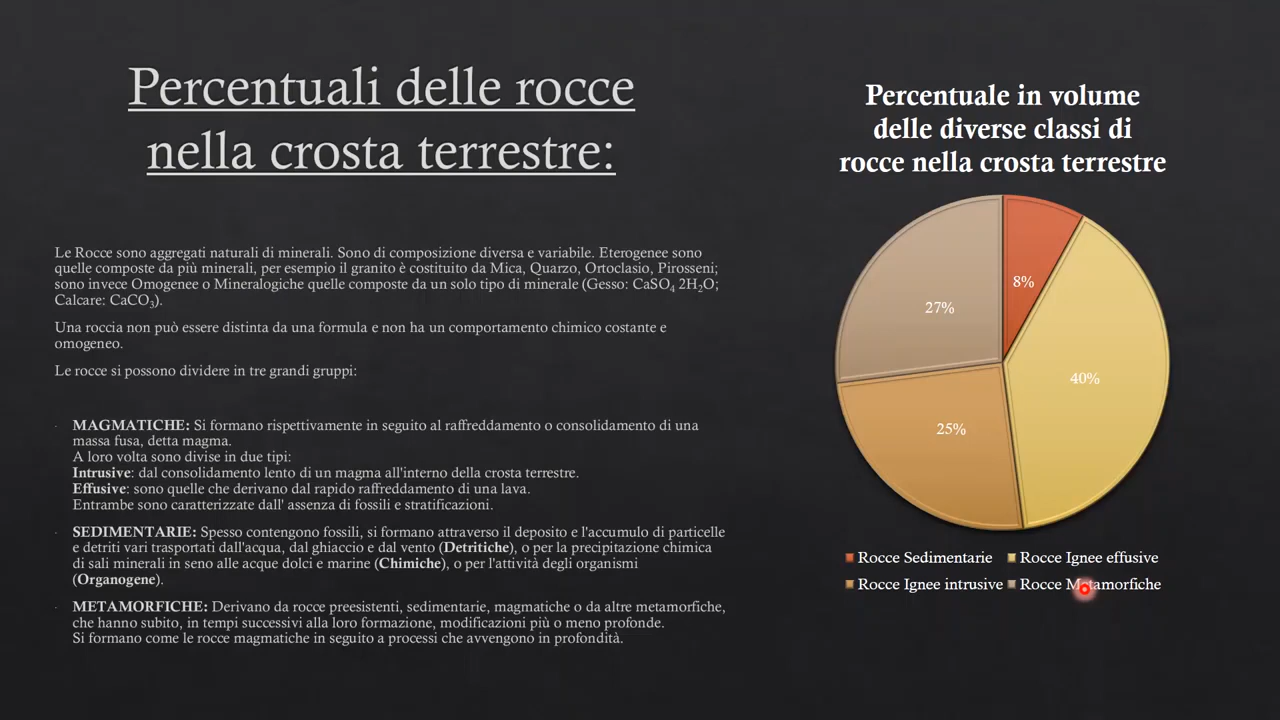 Percentuali delle rocce
nella crosta terrestre:
Le Rocce sono aggregati naturali di minerali. Sono di composizione diversa e variabile. Eterogenee sono
quelle composte da più minerali, per esempio il granito è costituito da Mica, Quarzo, Ortoclasio, Pirosseni;
sono invece Omogenee o Mineralogiche quelle composte da un solo tipo di minerale (Gesso: CaSO₄ 2H₂O;
Calcare: CaCO₃).
Una roccia non può essere distinta da una formula e non ha un comportamento chimico costante e
omogeneo.
Le rocce si possono dividere in tre grandi gruppi:
· MAGMATICHE: Si formano rispettivamente in seguito al raffreddamento o consolidamento di una
massa fusa, detta magma.
A loro volta sono divise in due tipi:
Intrusive: dal consolidamento lento di un magma all'interno della crosta terrestre.
Effusive: sono quelle che derivano dal rapido raffreddamento di una lava.
Entrambe sono caratterizzate dall' assenza di fossili e stratificazioni.
· SEDIMENTARIE: Spesso contengono fossili, si formano attraverso il deposito e l'accumulo di particelle
e detriti vari trasportati dall'acqua, dal ghiaccio e dal vento (Detritiche), o per la precipitazione chimica
di sali minerali in seno alle acque dolci e marine (Chimiche), o per l'attività degli organismi
(Organogene).
· METAMORFICHE: Derivano da rocce preesistenti, sedimentarie, magmatiche o da altre metamorfiche,
che hanno subito, in tempi successivi alla loro formazione, modificazioni più o meno profonde.
Si formano come le rocce magmatiche in seguito a processi che avvengono in profondità.
Percentuale in volume
delle diverse classi di
rocce nella crosta terrestre
8%
27%
40%
25%
Rocce Sedimentarie
Rocce Ignee effusive
Rocce Ignee intrusive
Rocce Metamorfiche